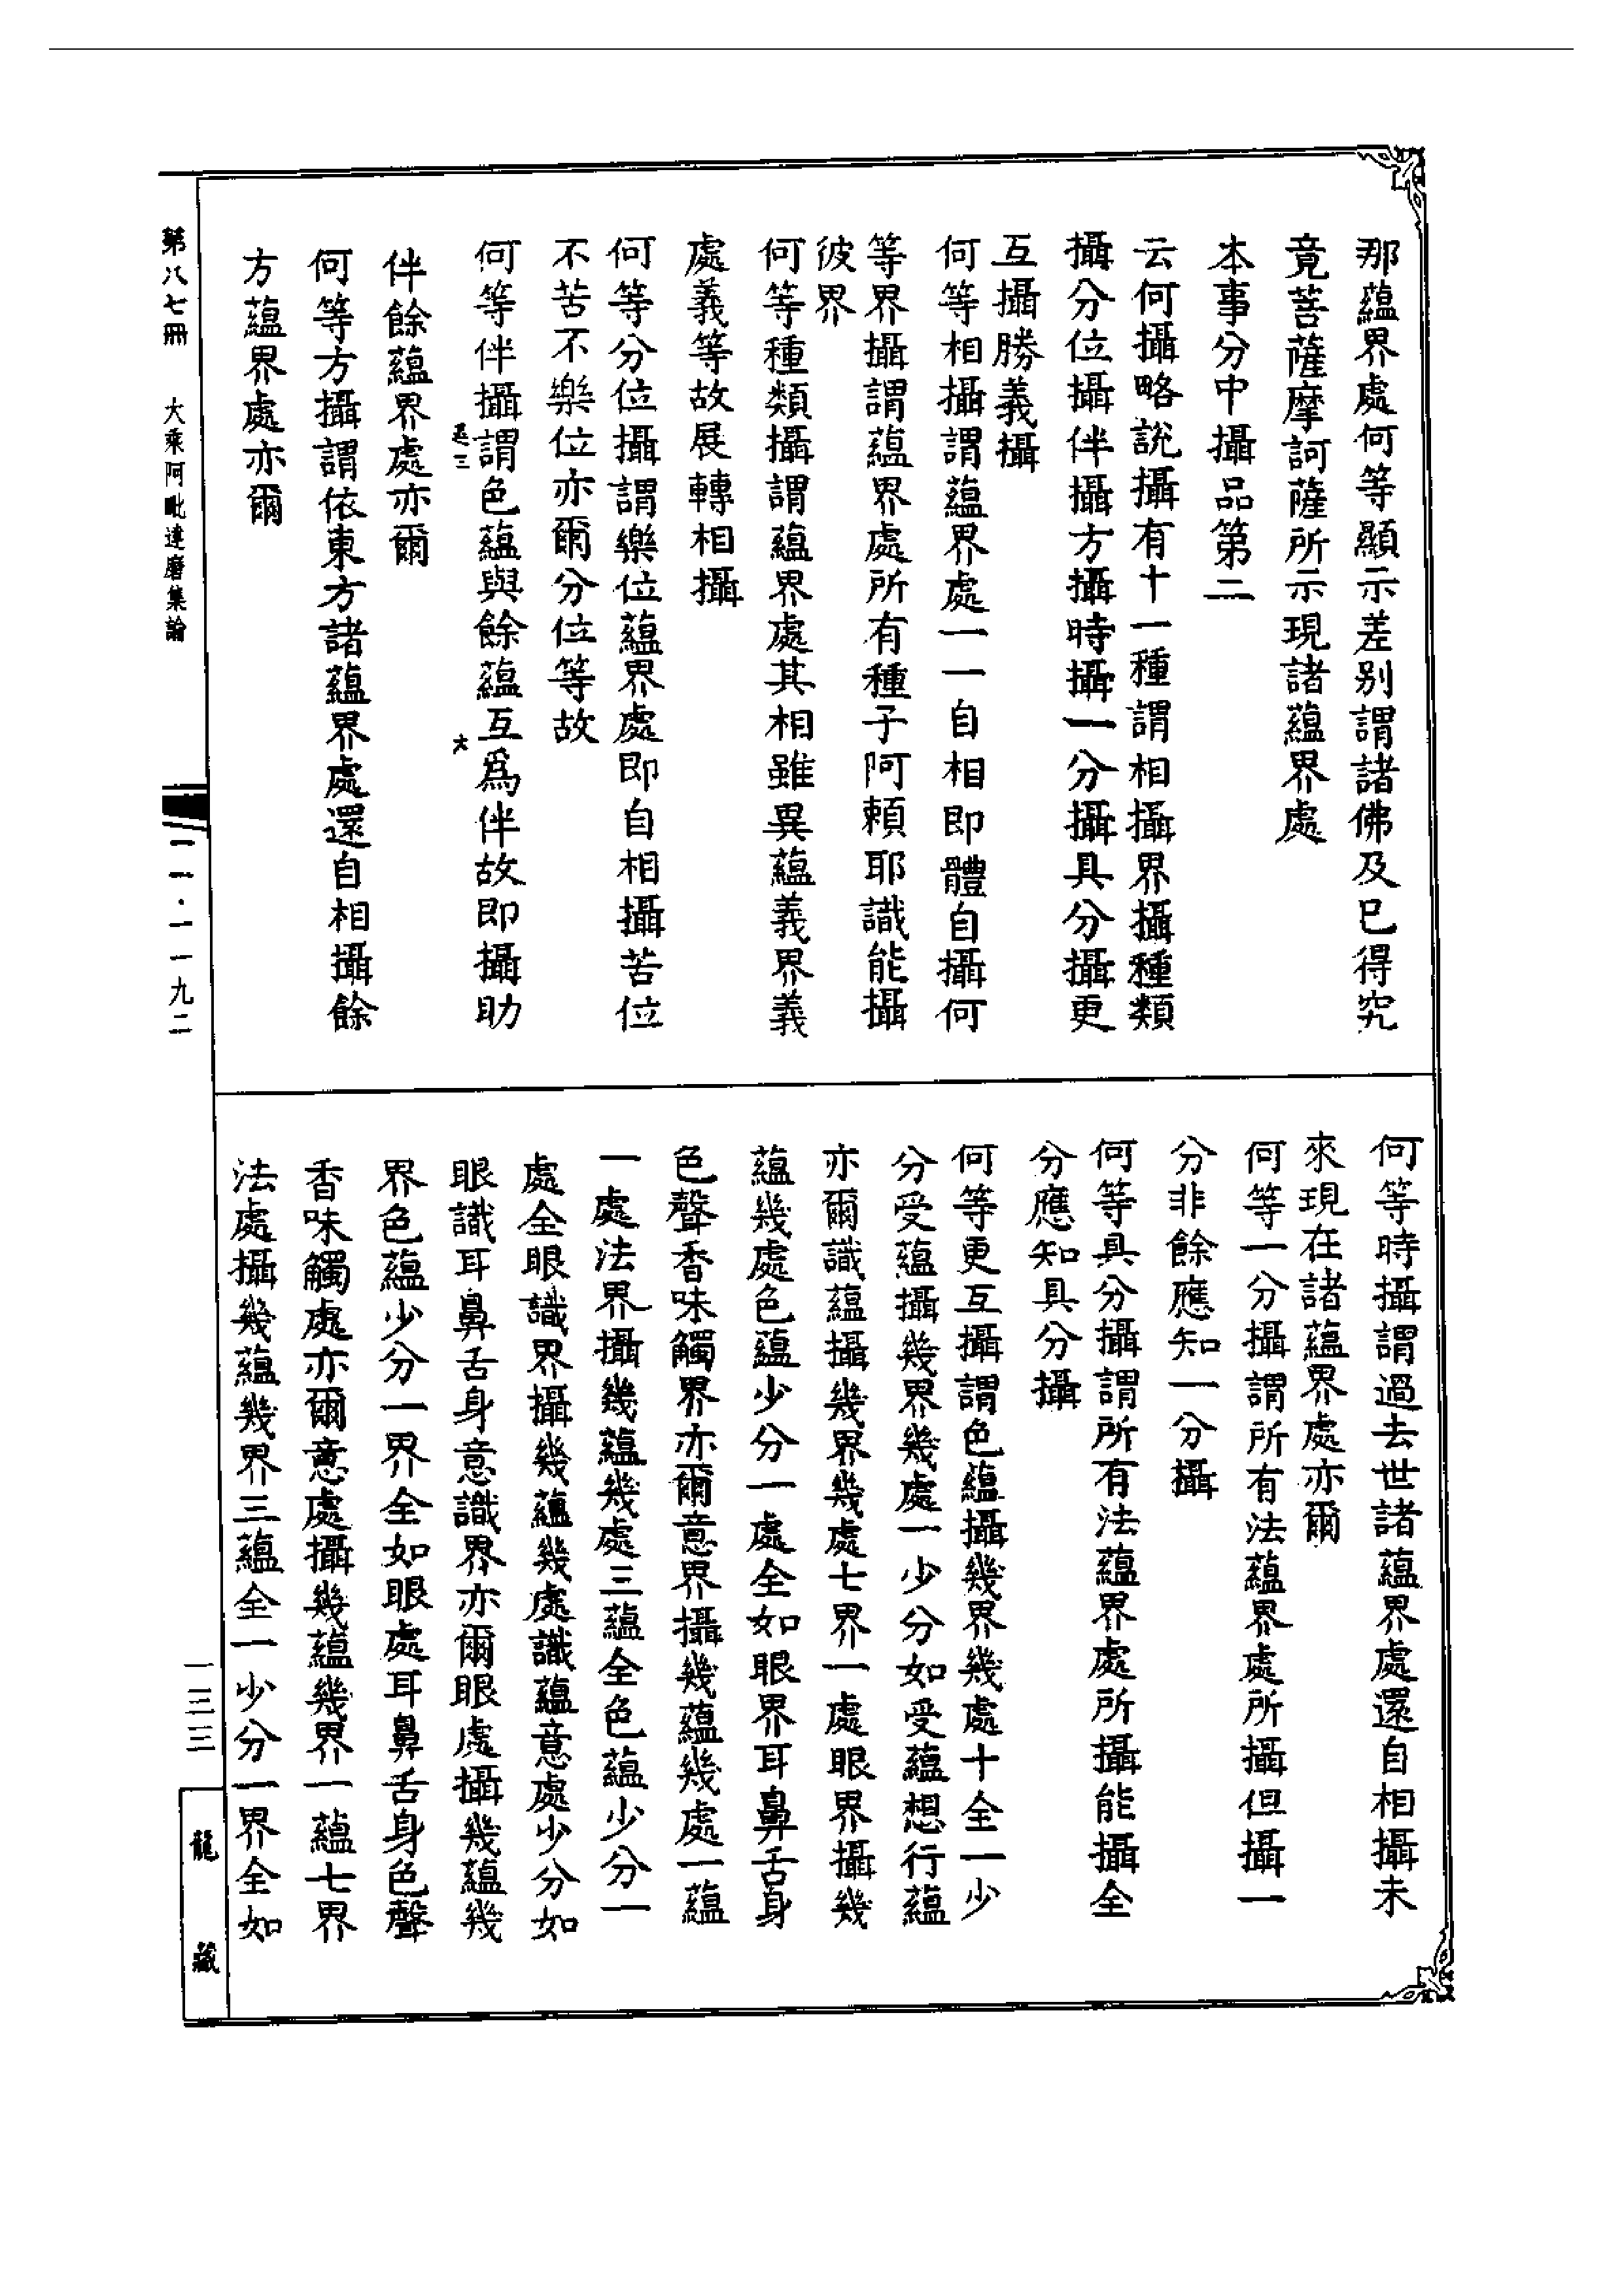 那蘊界處何等顯示差別謂諸佛及已得究
竟菩薩摩訶薩所示現諸蘊界處
本事分中攝品第二
云何攝略說攝有十一種謂相攝界攝種類
攝分位攝伴攝方攝時攝一分攝具分攝更
互攝勝義攝
何等相攝謂蘊界處一一自相即體自攝何
等界攝謂蘊界處所有種子阿賴耶識能攝
彼界
何等種類攝謂蘊界處其相雖異蘊義界義
處義等故展轉相攝
何等分位攝謂樂位蘊界處即自相攝苦位
不苦不樂位亦爾分位等故
何等伴攝謂色蘊與餘蘊互爲伴故即攝助
伴餘蘊界處亦爾
何等方攝謂依東方諸蘊界處還自相攝餘
方蘊界處亦爾
何等時攝謂過去世諸蘊界處還自相攝未
來現在諸蘊界處亦爾
何等一分攝謂所有法蘊界處所攝但攝一
分非餘應知一分攝
何等具分攝謂所有法蘊界處所攝能攝全
分應知具分攝
何等更互攝謂色蘊攝幾界幾處十全一少
分受蘊攝幾界幾處一少分如受蘊想行蘊
亦爾識蘊攝幾界幾處七界一處眼界攝幾
蘊幾處色蘊少分一處全如眼界耳鼻舌身
色聲香味觸界亦爾意界攝幾蘊幾處一蘊
一處法界攝幾蘊幾處三蘊全色蘊少分一
處全眼識界攝幾蘊幾處識蘊意處少分如
眼識耳鼻舌身意識界亦爾眼處攝幾蘊幾
界色蘊少分一界全如眼處耳鼻舌身色聲
香味觸處亦爾意處攝幾蘊幾界一蘊七界
法處攝幾蘊幾界三蘊全一少分一界全如
第八七冊 大乘阿毗達磨集論
一一·一一九二
一三三
龍藏